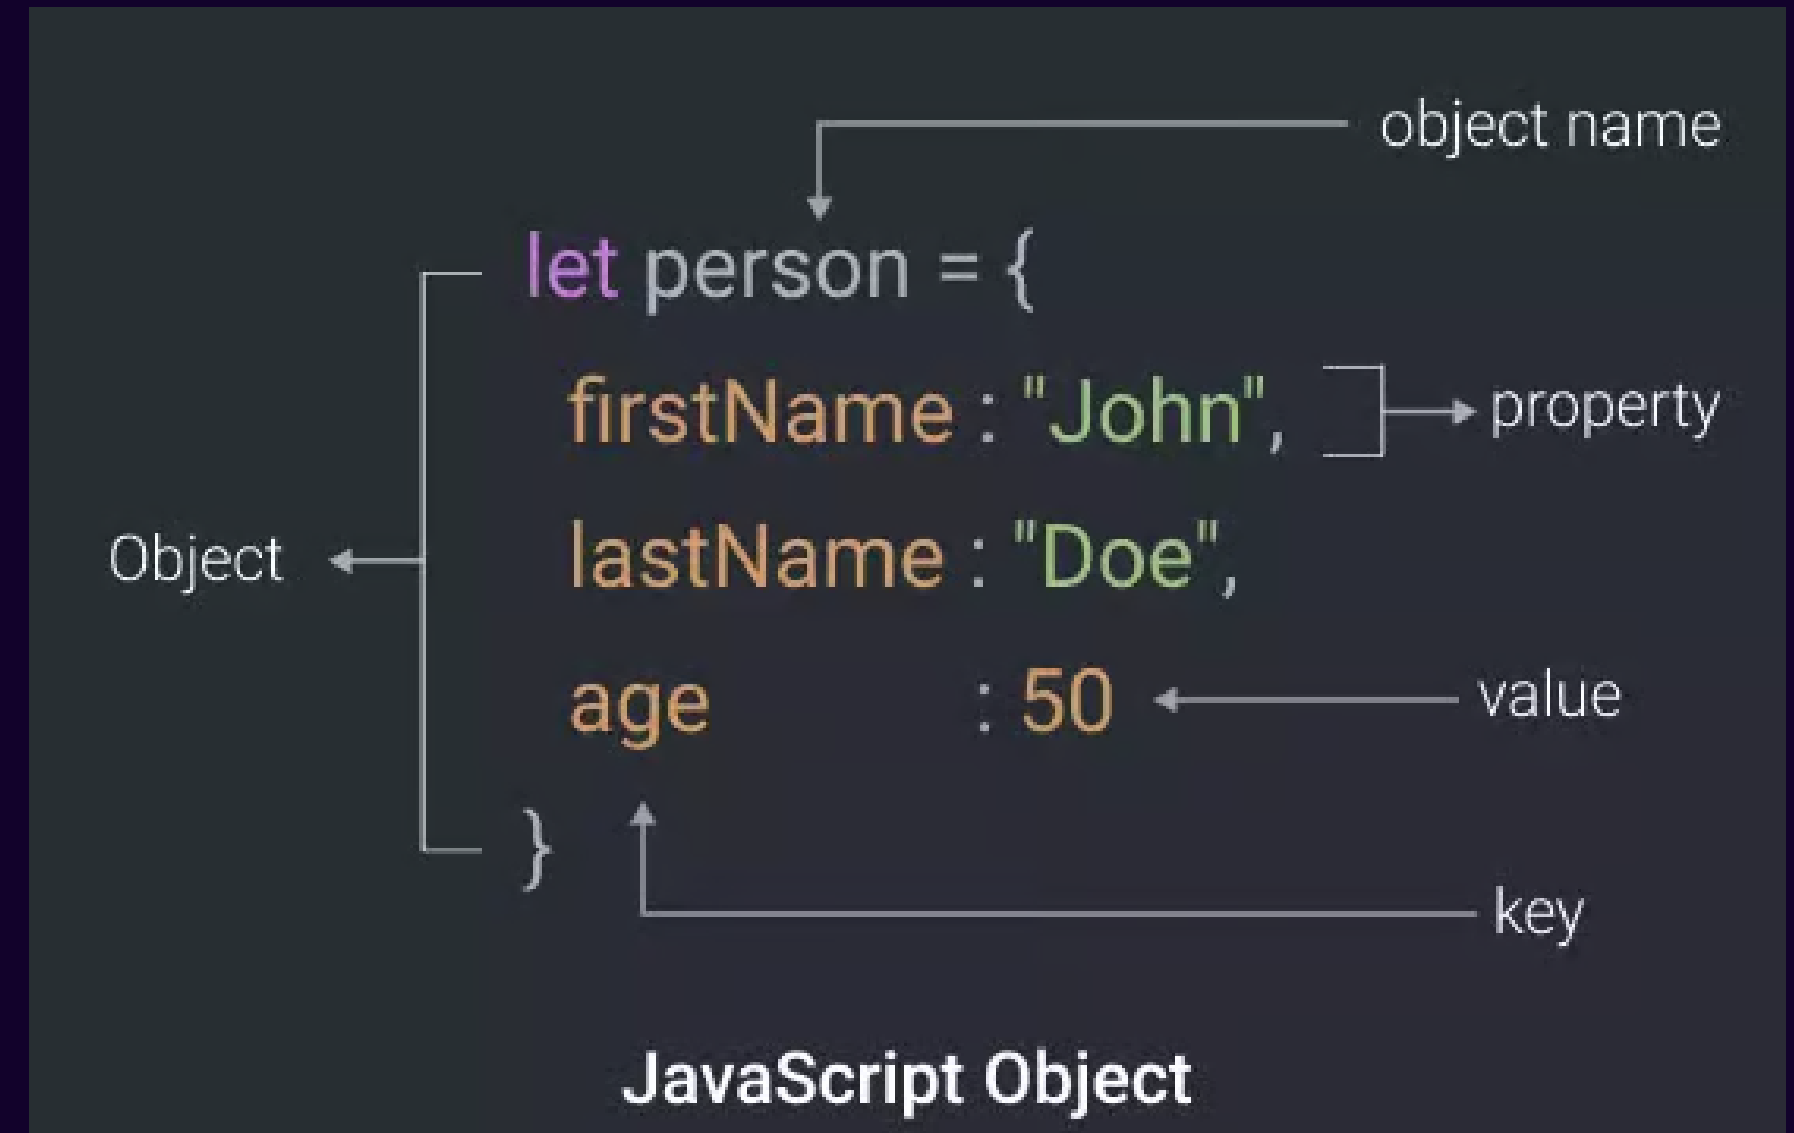 object name
let person = {
firstName : "John", property
lastName : "Doe",
Object
age : 50 value
}
key
JavaScript Object